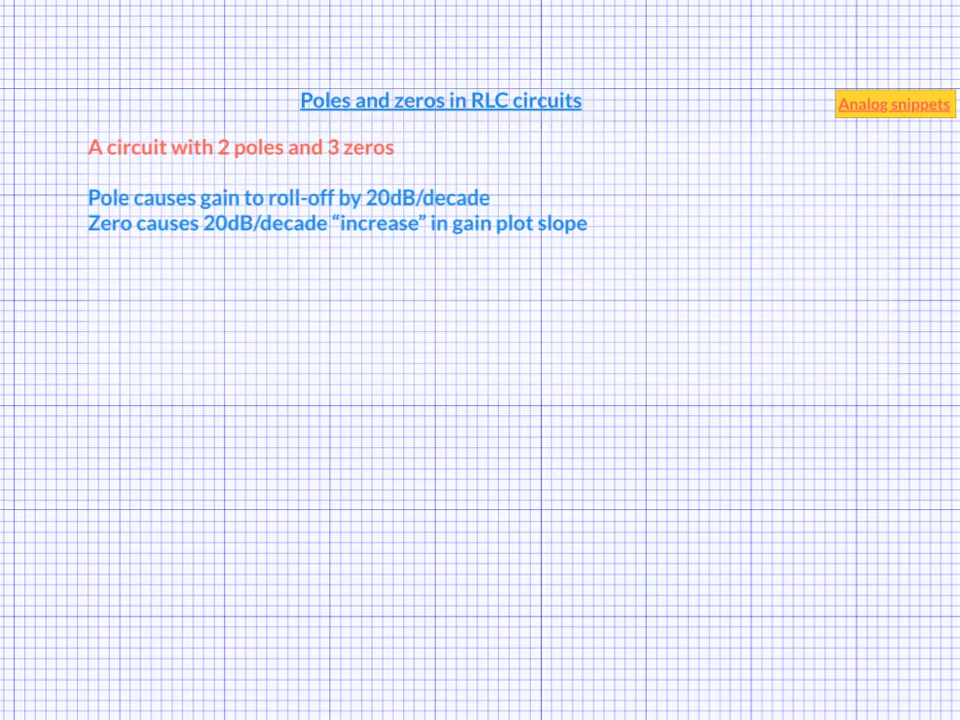 Poles and zeros in RLC circuits
Analog snippets
A circuit with 2 poles and 3 zeros
Pole causes gain to roll-off by 20dB/decade
Zero causes 20dB/decade “increase” in gain plot slope